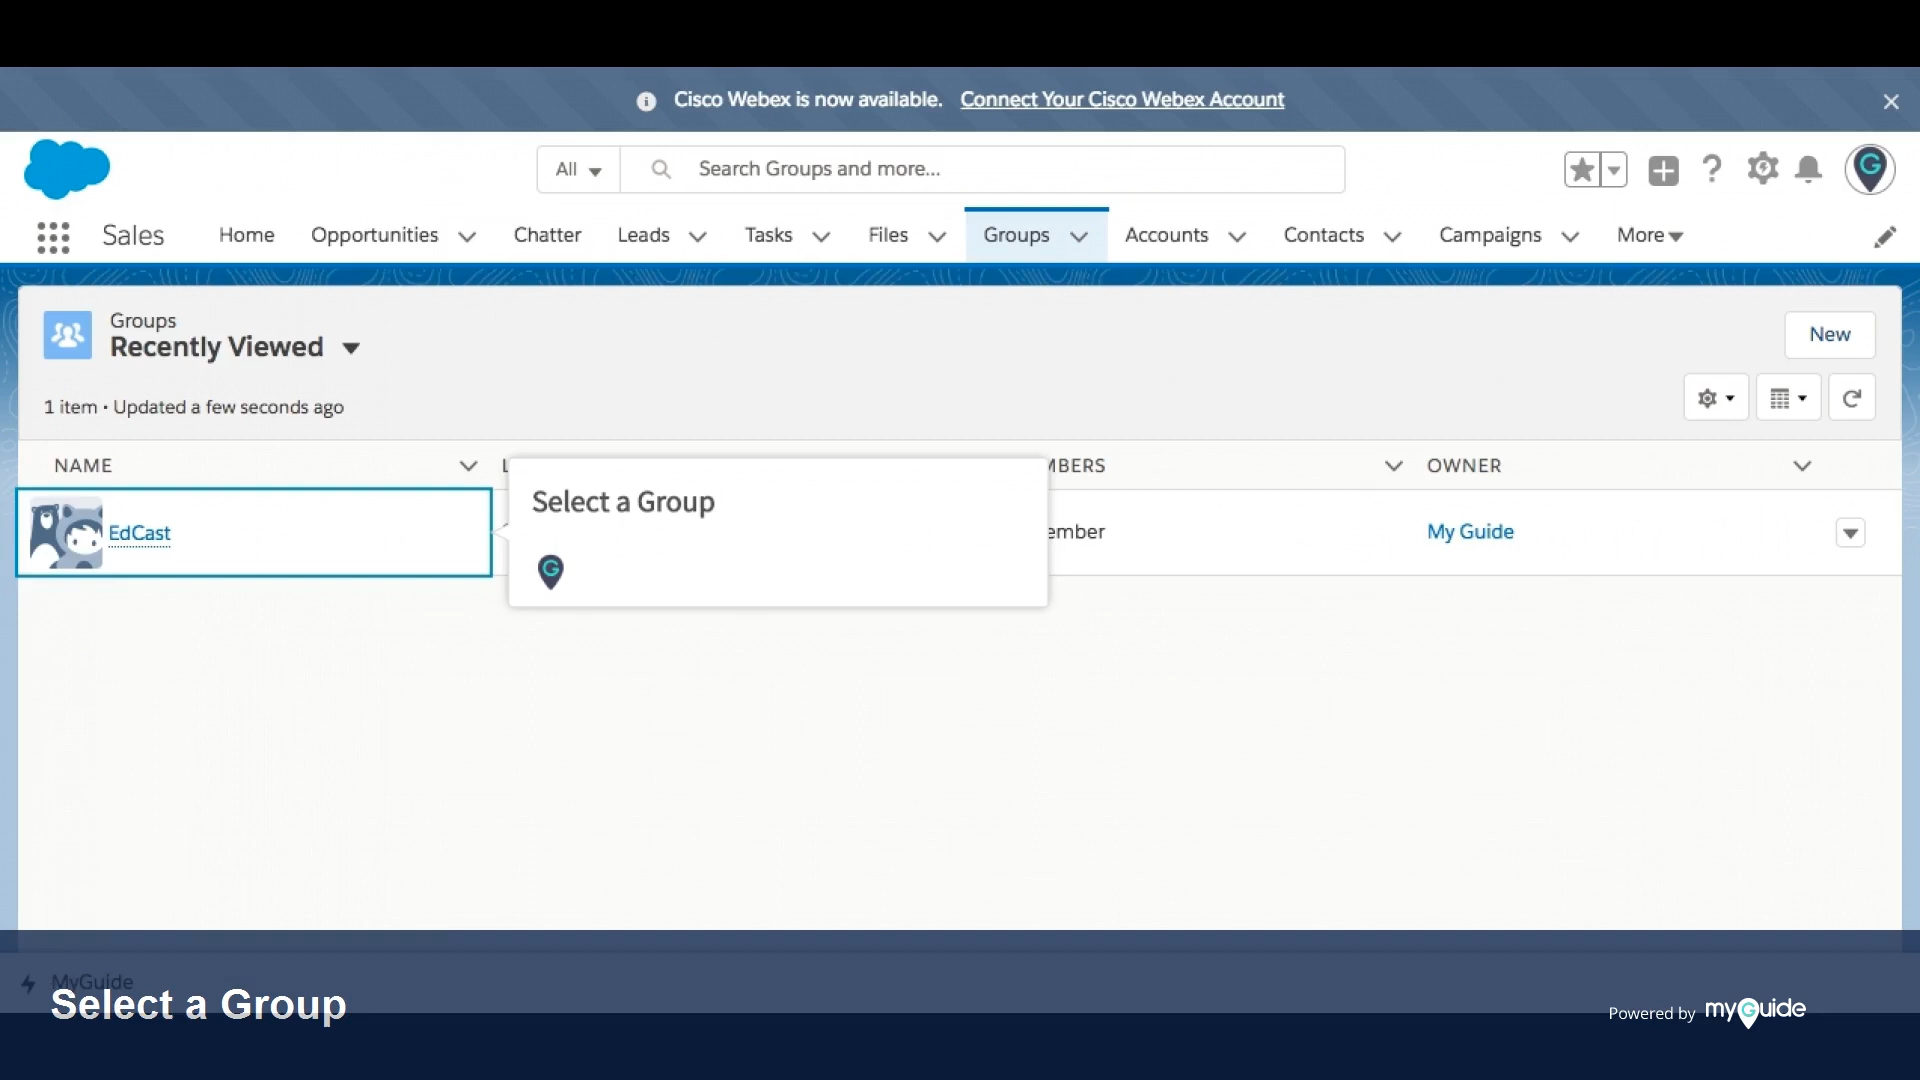 Cisco Webex is now available. Connect Your Cisco Webex Account
All Search Groups and more...
Sales Home Opportunities Chatter Leads Tasks Files Groups Accounts Contacts Campaigns More
Groups
Recently Viewed
New
1 item • Updated a few seconds ago
NAME L MBERS OWNER
EdCast ember My Guide
Select a Group
G
MyGuide
Select a Group
Powered by myGuide